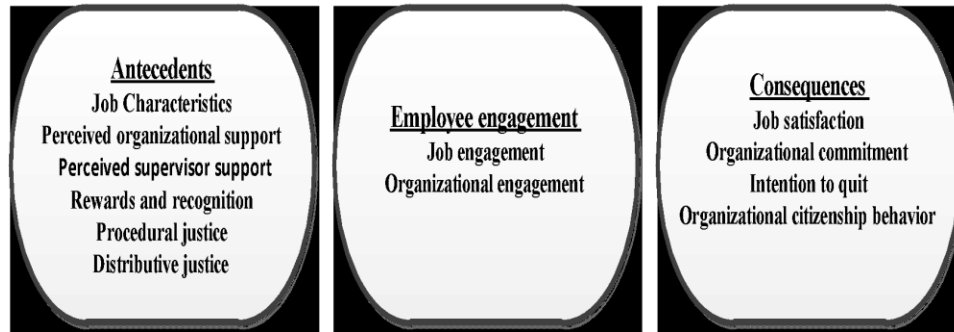 Antecedents
Job Characteristics
Perceived organizational support
Perceived supervisor support
Rewards and recognition
Procedural justice
Distributive justice
Employee engagement
Job engagement
Organizational engagement
Consequences
Job satisfaction
Organizational commitment
Intention to quit
Organizational citizenship behavior